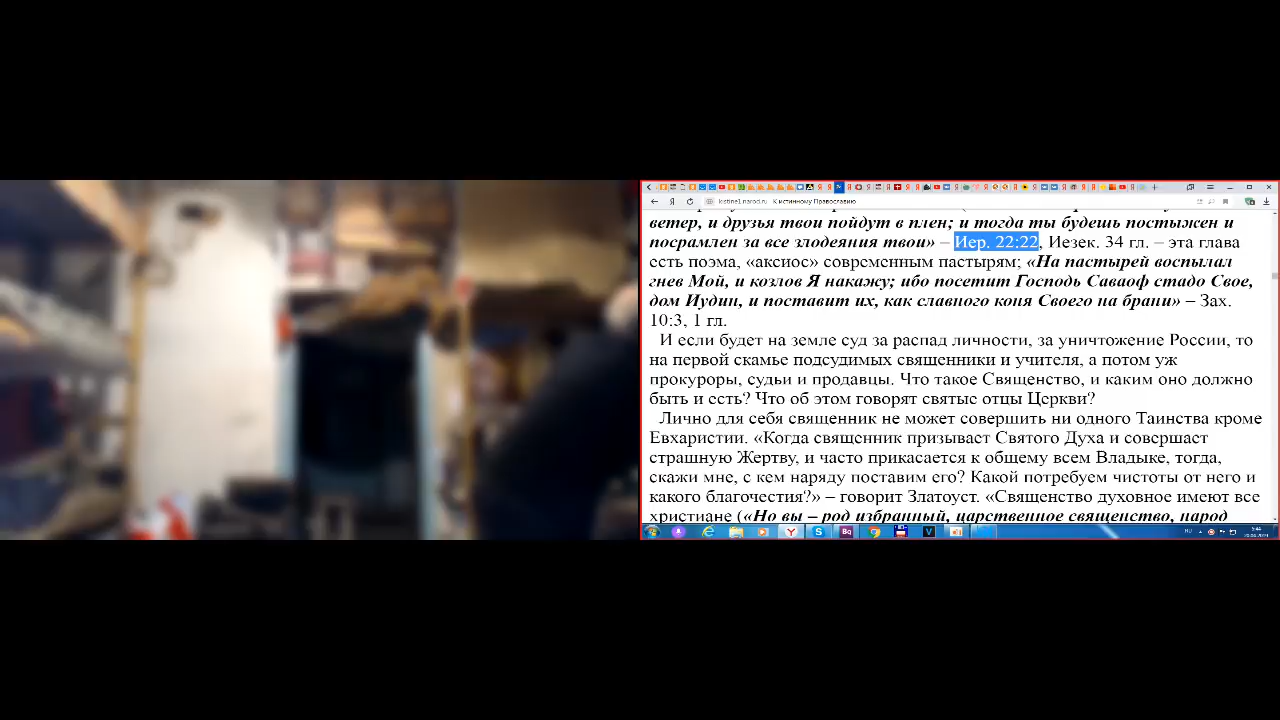 kistine1.narod.ru К истинному Православию
ветер, и друзья твои пойдут в плен; и тогда ты будешь постыжен и
посрамлен за все злодеяния твои» – Иер. 22:22, Иезек. 34 гл. – эта глава
есть поэма, «аксиос» современным пастырям; «На пастырей воспылал
гнев Мой, и козлов Я накажу; ибо посетит Господь Саваоф стадо Свое,
дом Иудин, и поставит их, как славного коня Своего на брани» – Зах.
10:3, 1 гл.
И если будет на земле суд за распад личности, за уничтожение России, то
на первой скамье подсудимых священники и учителя, а потом уж
прокуроры, судьи и продавцы. Что такое Священство, и каким оно должно
быть и есть? Что об этом говорят святые отцы Церкви?
Лично для себя священник не может совершить ни одного Таинства кроме
Евхаристии. «Когда священник призывает Святого Духа и совершает
страшную Жертву, и часто прикасается к общему всем Владыке, тогда,
скажи мне, с кем наряду поставим его? Какой потребуем чистоты от него и
какого благочестия?» – говорит Златоуст. «Священство духовное имеют все
христиане («Но вы – род избранный, царственное священство, народ